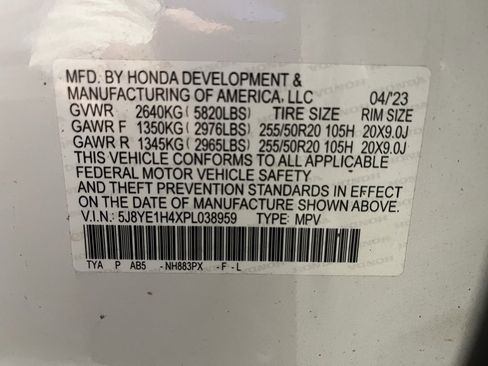 MFD. BY HONDA DEVELOPMENT &
MANUFACTURING OF AMERICA, LLC 04/'23
GVWR 2640KG( 5820LBS) TIRE SIZE RIM SIZE
GAWR F 1350KG( 2976LBS) 255/50R20 105H 20X9.0J
GAWR R 1345KG( 2965LBS) 255/50R20 105H 20X9.0J
THIS VEHICLE CONFORMS TO ALL APPLICABLE
FEDERAL MOTOR VEHICLE SAFETY
AND THEFT PREVENTION STANDARDS IN EFFECT
ON THE DATE OF MANUFACTURE SHOWN ABOVE.
V.I.N.: 5J8YE1H4XPL038959 TYPE: MPV
TYA P AB5 -NH883PX -F -L